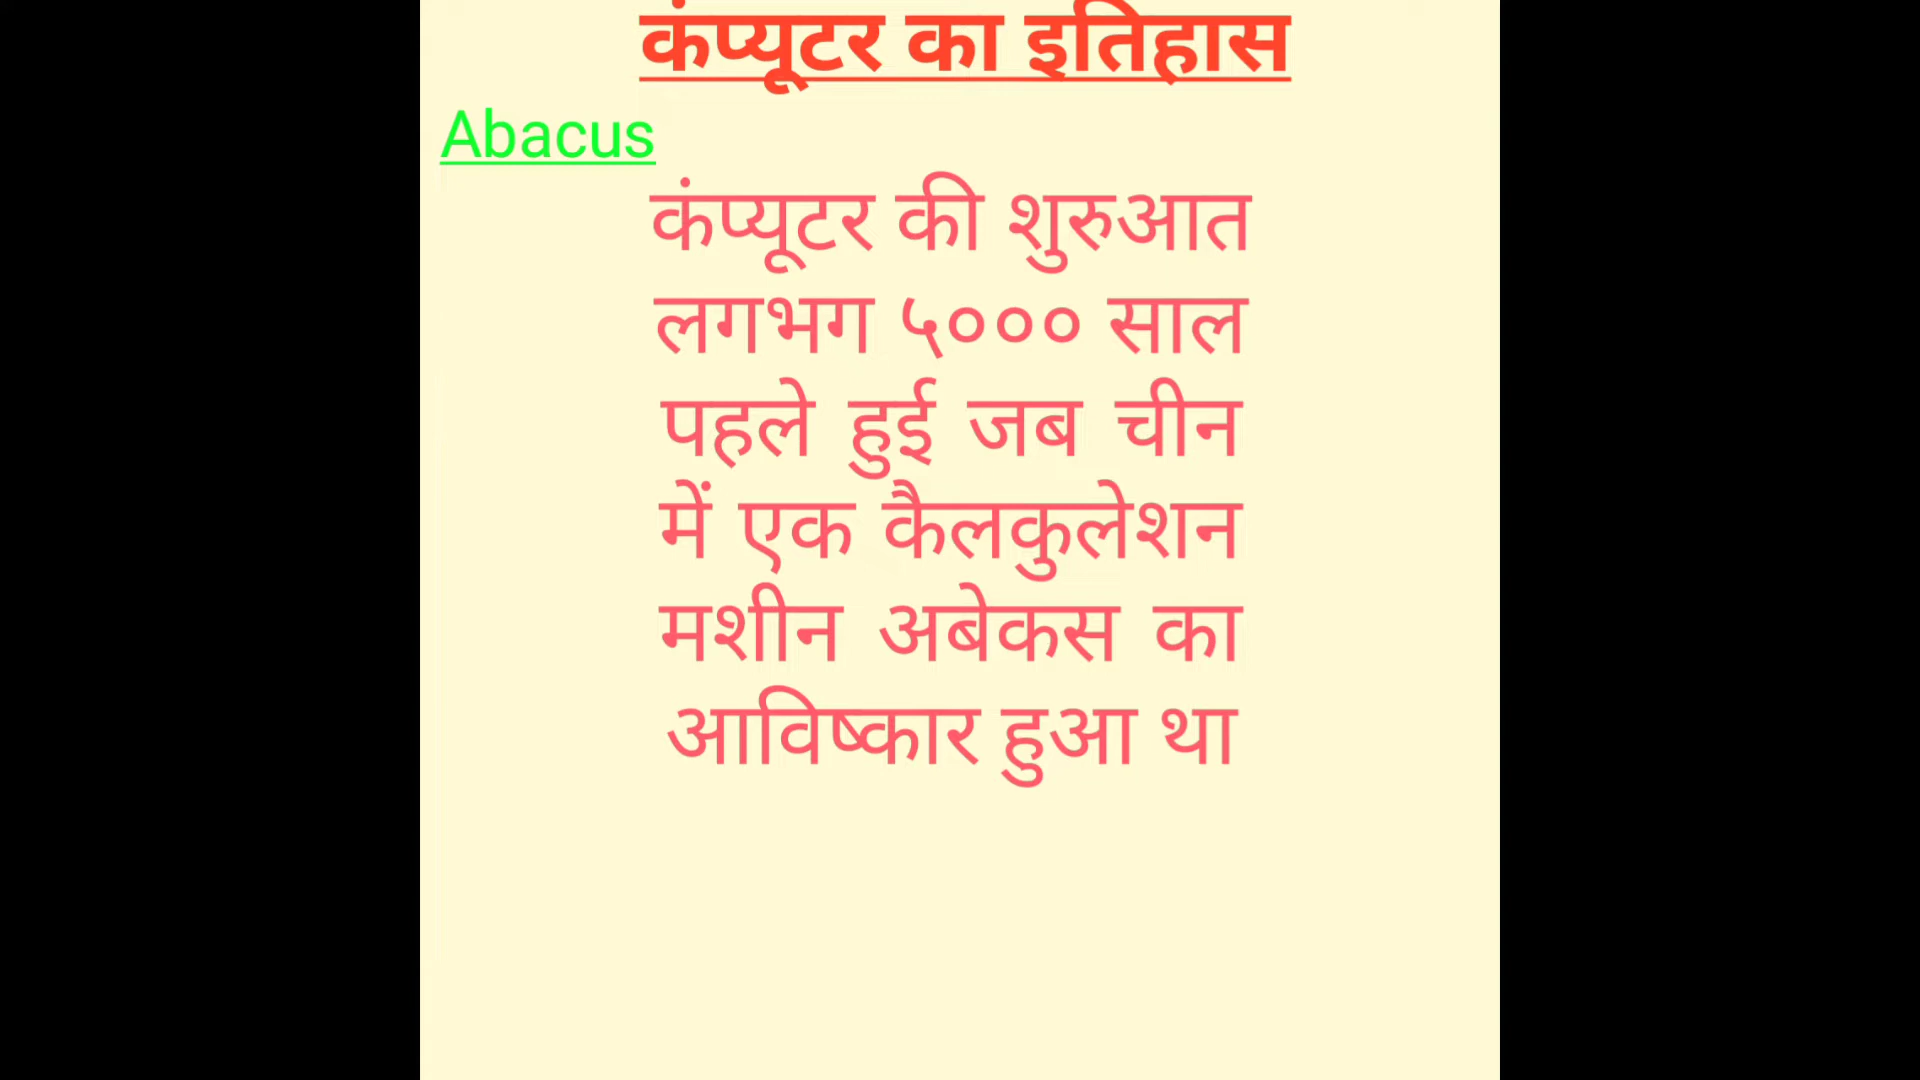 कंप्यूटर का इतिहास
Abacus
कंप्यूटर की शुरुआत
लगभग ५००० साल
पहले हुई जब चीन
में एक कैलकुलेशन
मशीन अबेकस का
आविष्कार हुआ था